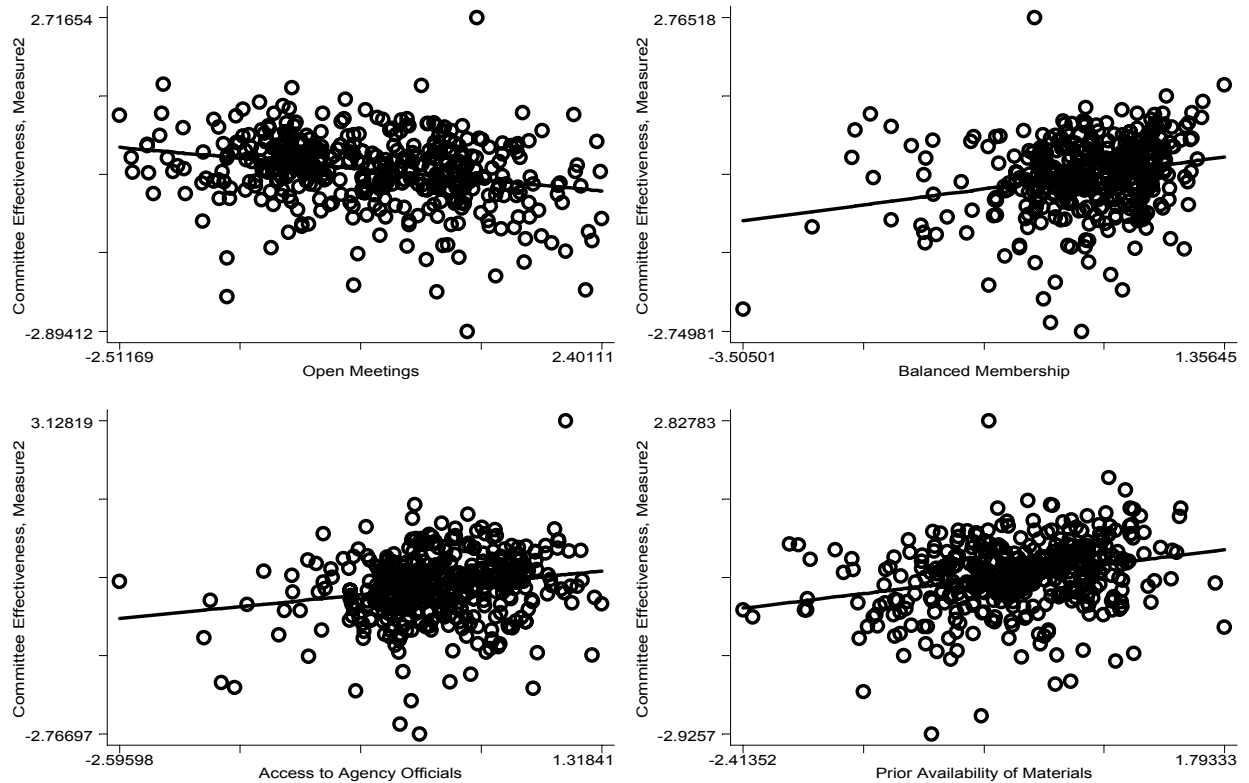 2.71654
Committee Effectiveness, Measure2
-2.89412
-2.51169
2.40111
Open Meetings
2.76518
Committee Effectiveness, Measure2
-2.74981
-3.50501
1.35645
Balanced Membership
3.12819
Committee Effectiveness, Measure2
-2.76697
-2.59598
1.31841
Access to Agency Officials
2.82783
Committee Effectiveness, Measure2
-2.9257
-2.41352
1.79333
Prior Availability of Materials